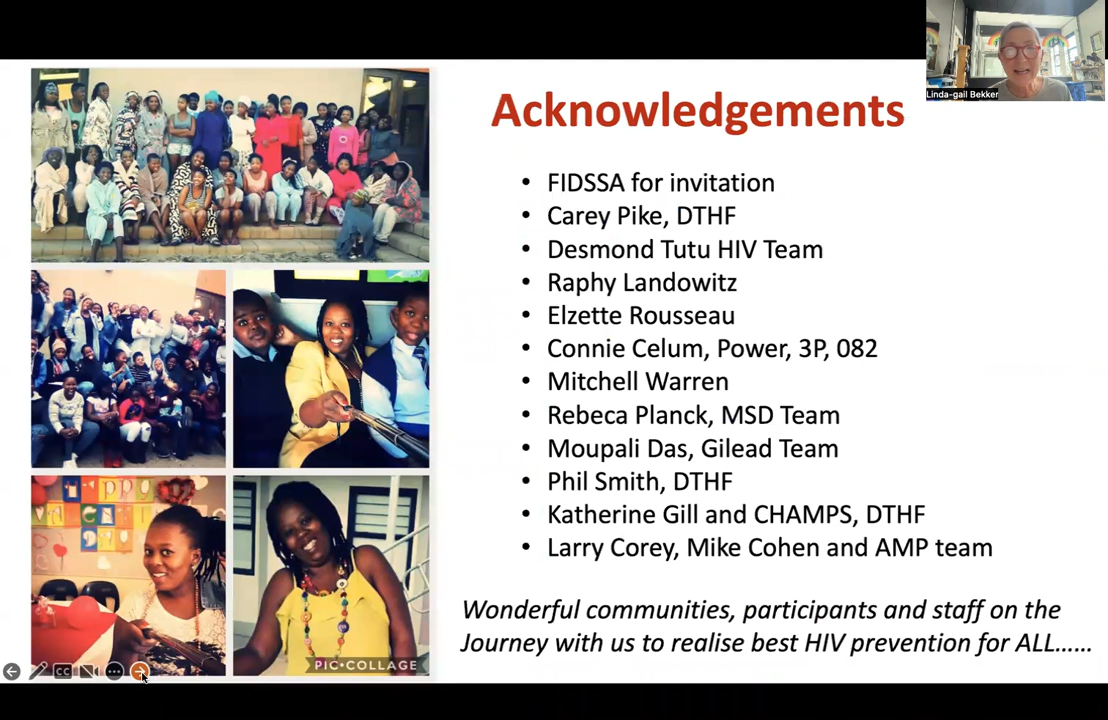 Linda-gail Bekker
Acknowledgements
• FIDSSA for invitation
• Carey Pike, DTHF
• Desmond Tutu HIV Team
• Raphy Landowitz
• Elzette Rousseau
• Connie Celum, Power, 3P, 082
• Mitchell Warren
• Rebeca Planck, MSD Team
• Moupali Das, Gilead Team
• Phil Smith, DTHF
• Katherine Gill and CHAMPS, DTHF
• Larry Corey, Mike Cohen and AMP team
Wonderful communities, participants and staff on the
Journey with us to realise best HIV prevention for ALL......
PIC•COLLAGE
CC